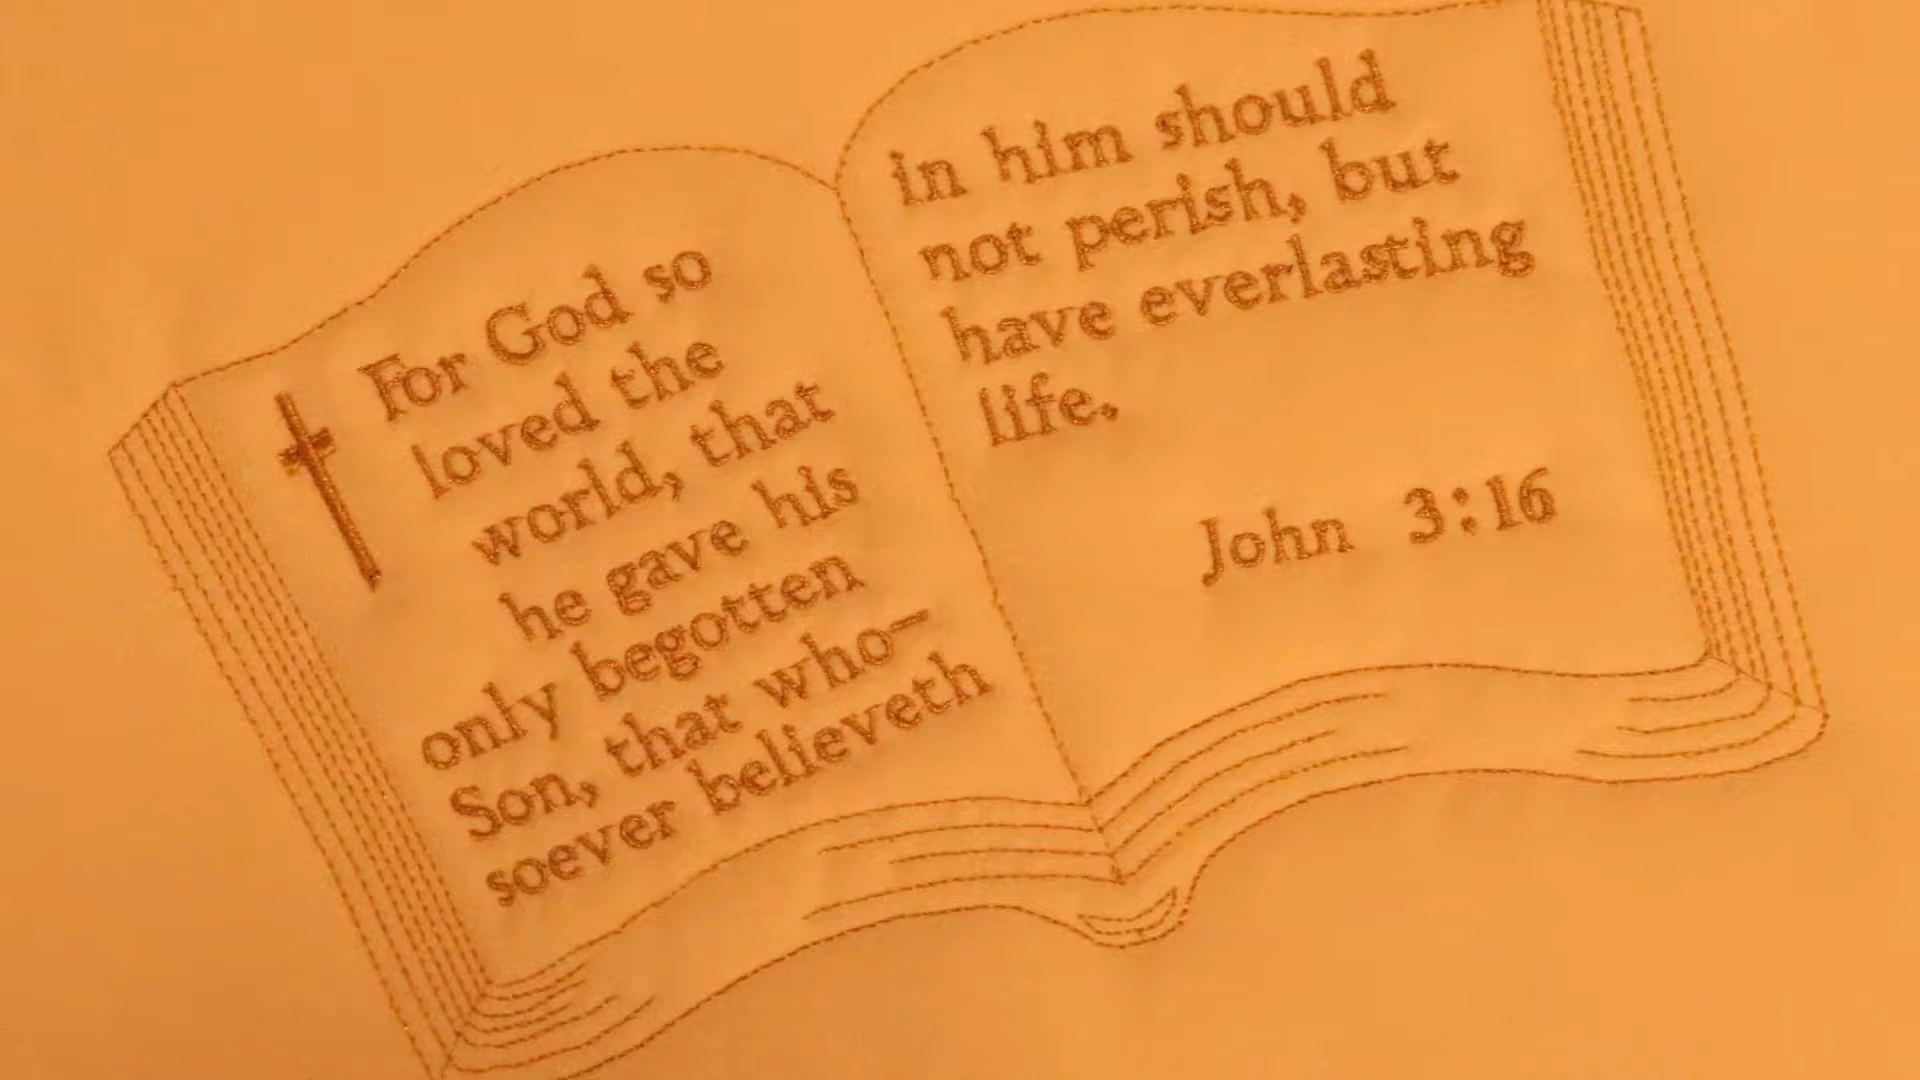 For God so
loved the
world, that
he gave his
only begotten
Son, that who-
soever believeth
in him should
not perish, but
have everlasting
life.
John 3:16